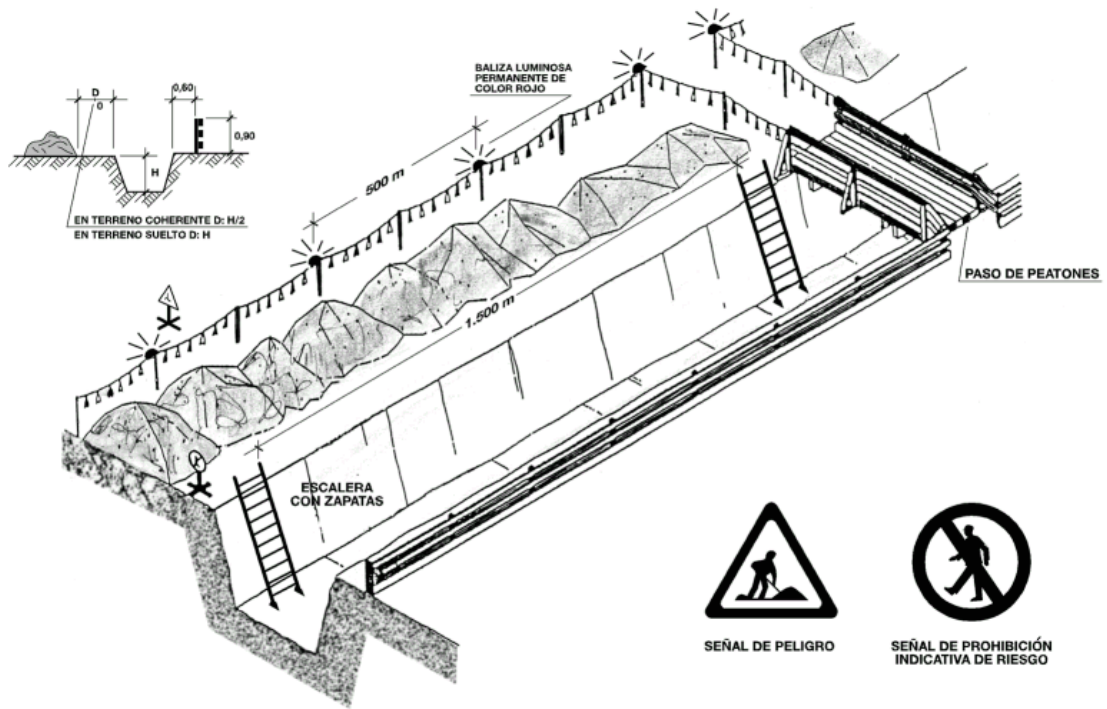 BALIZA LUMINOSA
PERMANENTE DE
COLOR ROJO
D
0
0,60
0,90
H
EN TERRENO COHERENTE D: H/2
EN TERRENO SUELTO D: H
500 m
1.500 m
PASO DE PEATONES
ESCALERA
CON ZAPATAS
SEÑAL DE PELIGRO
SEÑAL DE PROHIBICIÓN
INDICATIVA DE RIESGO